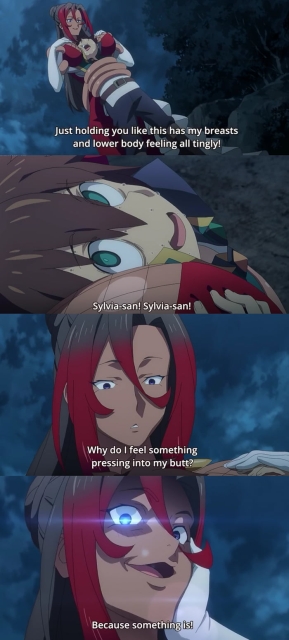 Just holding you like this has my breasts
and lower body feeling all tingly!
Sylvia-san! Sylvia-san!
Why do I feel something
pressing into my butt?
Because something is!